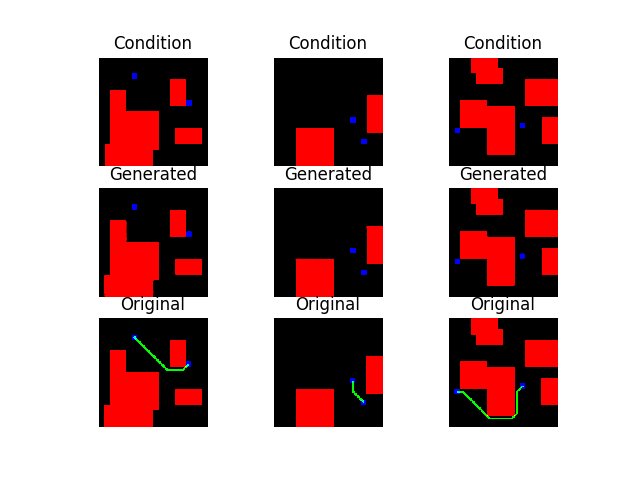 Condition
Condition
Condition
Generated
Generated
Generated
Original
Original
Original